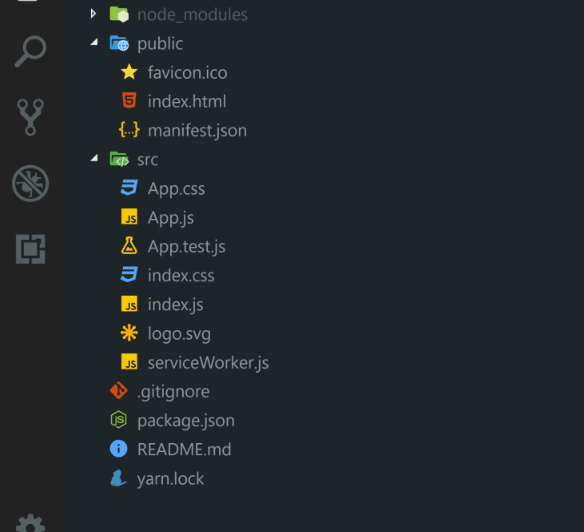 node_modules
public
favicon.ico
index.html
manifest.json
src
App.css
App.js
App.test.js
index.css
index.js
logo.svg
serviceWorker.js
.gitignore
package.json
README.md
yarn.lock